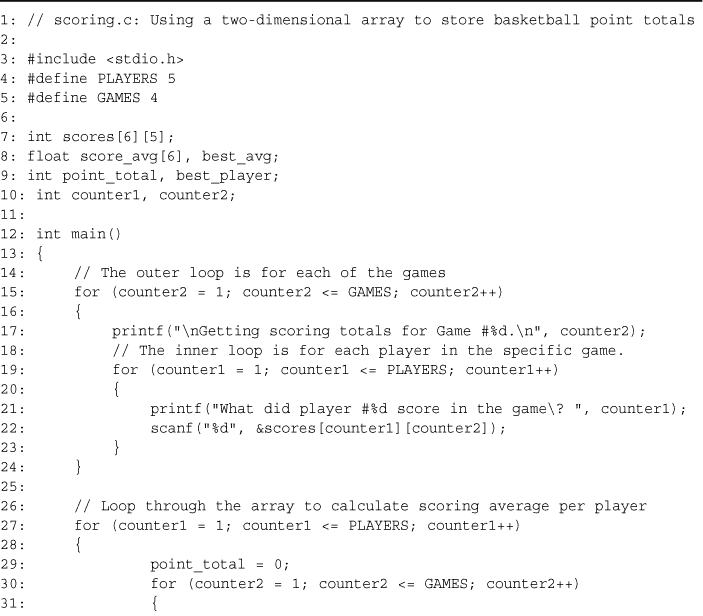 1: // scoring.c: Using a two-dimensional array to store basketball point totals
2:
3: #include <stdio.h>
4: #define PLAYERS 5
5: #define GAMES 4
6:
7: int scores[6][5];
8: float score_avg[6], best_avg;
9: int point_total, best_player;
10: int counter1, counter2;
11:
12: int main()
13: {
14:     // The outer loop is for each of the games
15:     for (counter2 = 1; counter2 <= GAMES; counter2++)
16:     {
17:         printf("\nGetting scoring totals for Game #%d.\n", counter2);
18:         // The inner loop is for each player in the specific game.
19:         for (counter1 = 1; counter1 <= PLAYERS; counter1++)
20:         {
21:             printf("What did player #%d score in the game\? ", counter1);
22:             scanf("%d", &scores[counter1][counter2]);
23:         }
24:     }
25:
26:     // Loop through the array to calculate scoring average per player
27:     for (counter1 = 1; counter1 <= PLAYERS; counter1++)
28:     {
29:             point_total = 0;
30:             for (counter2 = 1; counter2 <= GAMES; counter2++)
31:             {